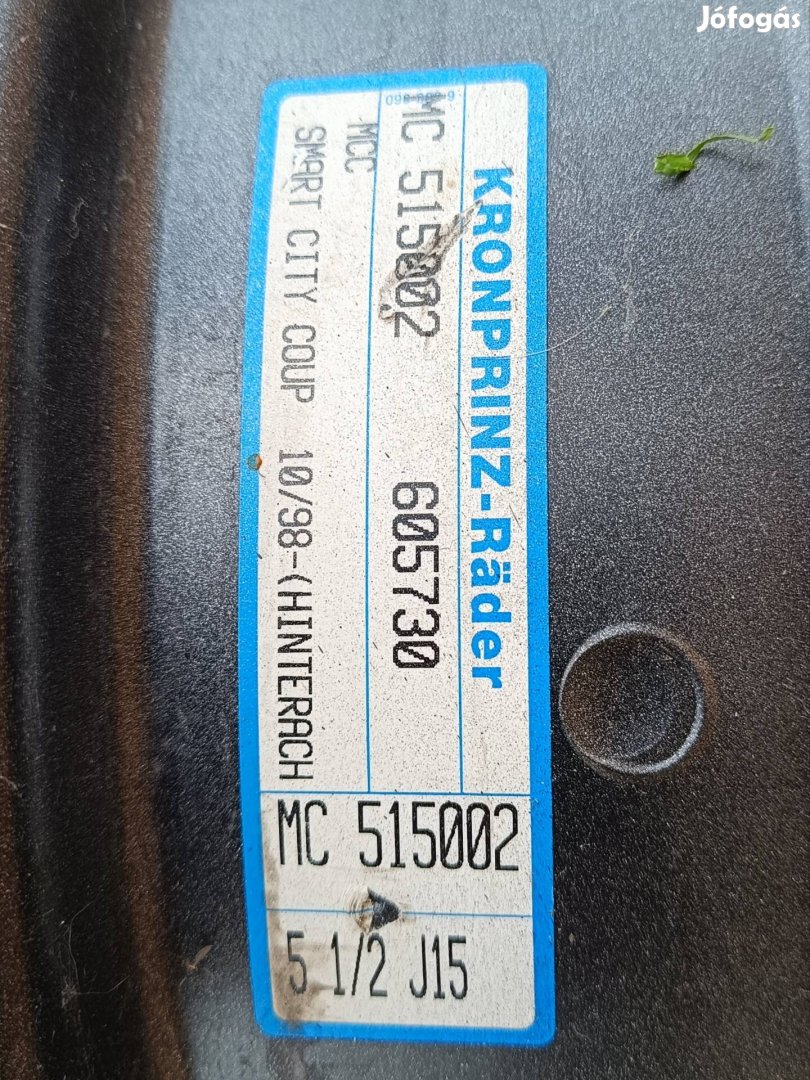 Jófogás
KRONPRINZ-Räder
MC 515002 605730
MCC
SMART CITY COUP 10/98-(HINTERACH
MC 515002
5 1/2 J15